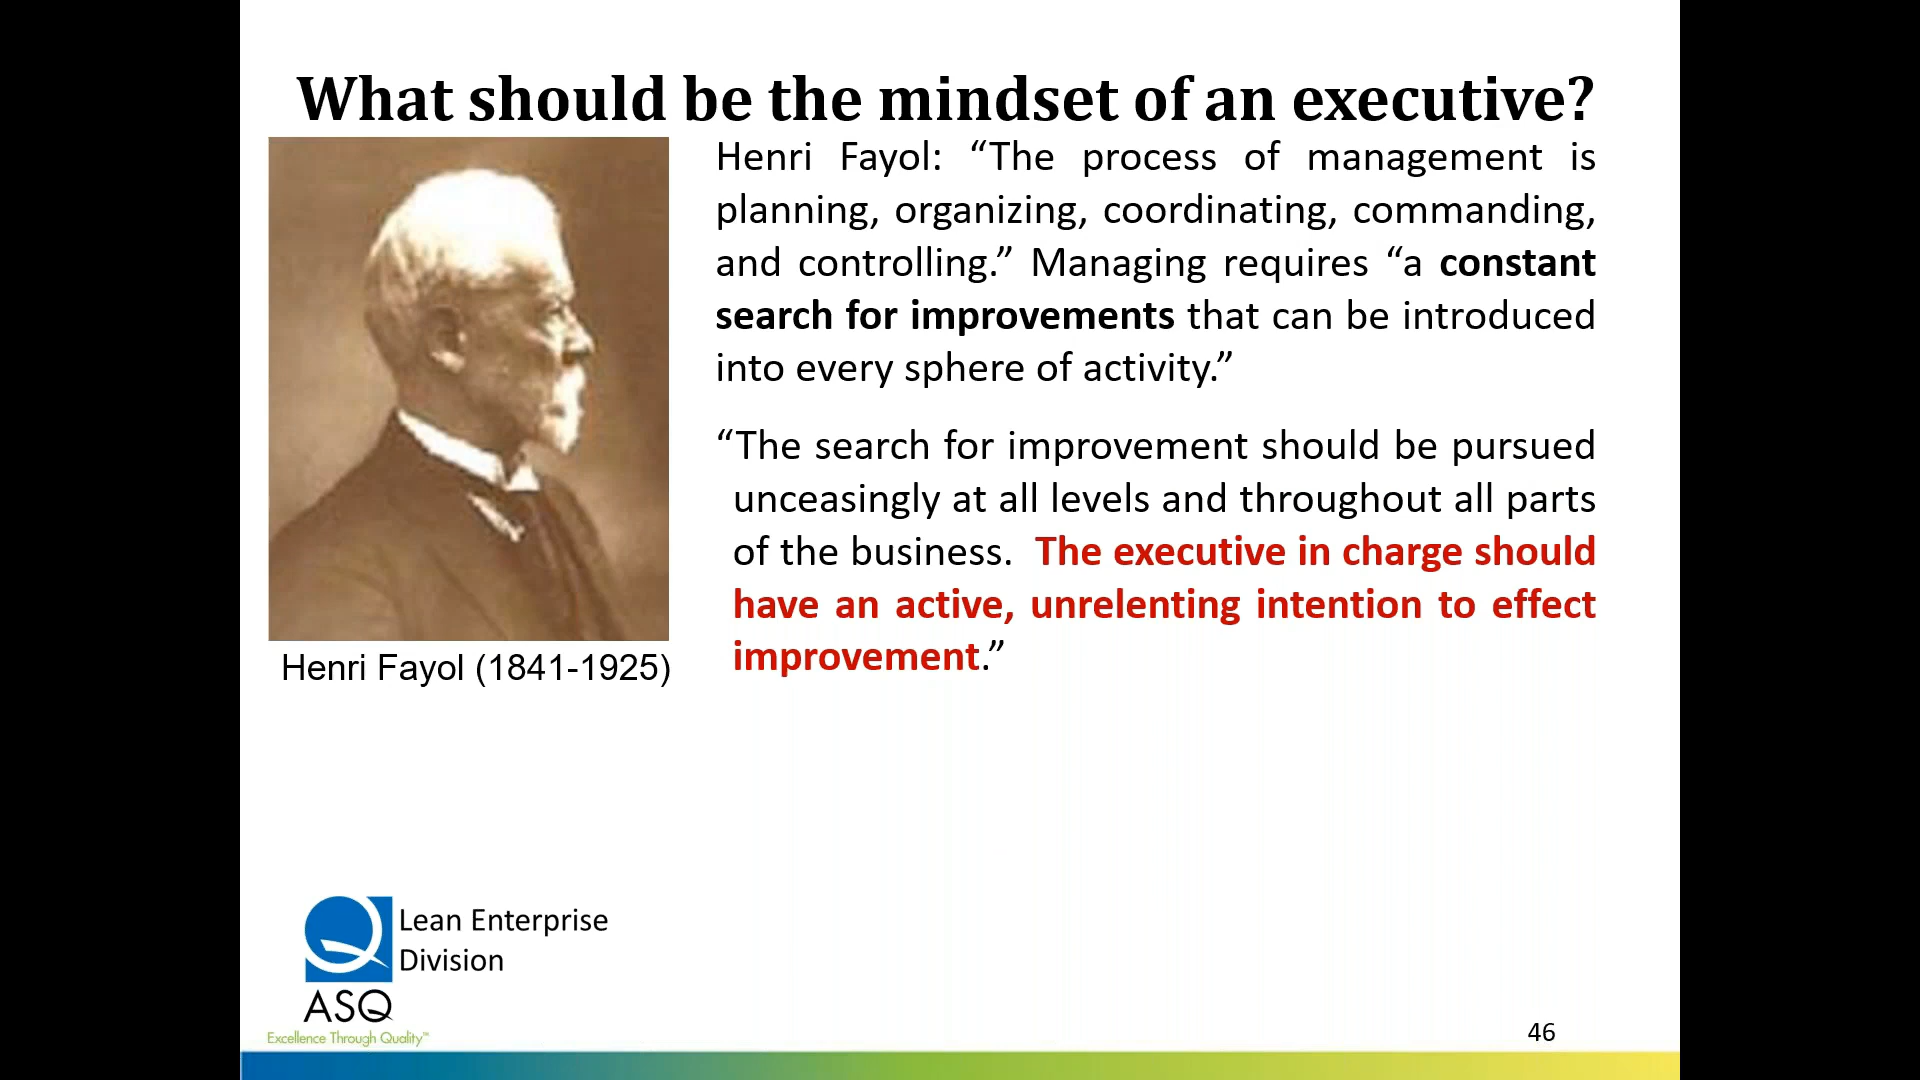 What should be the mindset of an executive?
Henri Fayol: “The process of management is
planning, organizing, coordinating, commanding,
and controlling.” Managing requires “a constant
search for improvements that can be introduced
into every sphere of activity.”
“The search for improvement should be pursued
unceasingly at all levels and throughout all parts
of the business. The executive in charge should
have an active, unrelenting intention to effect
improvement.”
Henri Fayol (1841-1925)
Lean Enterprise
Division
ASQ
Excellence Through Quality™
46